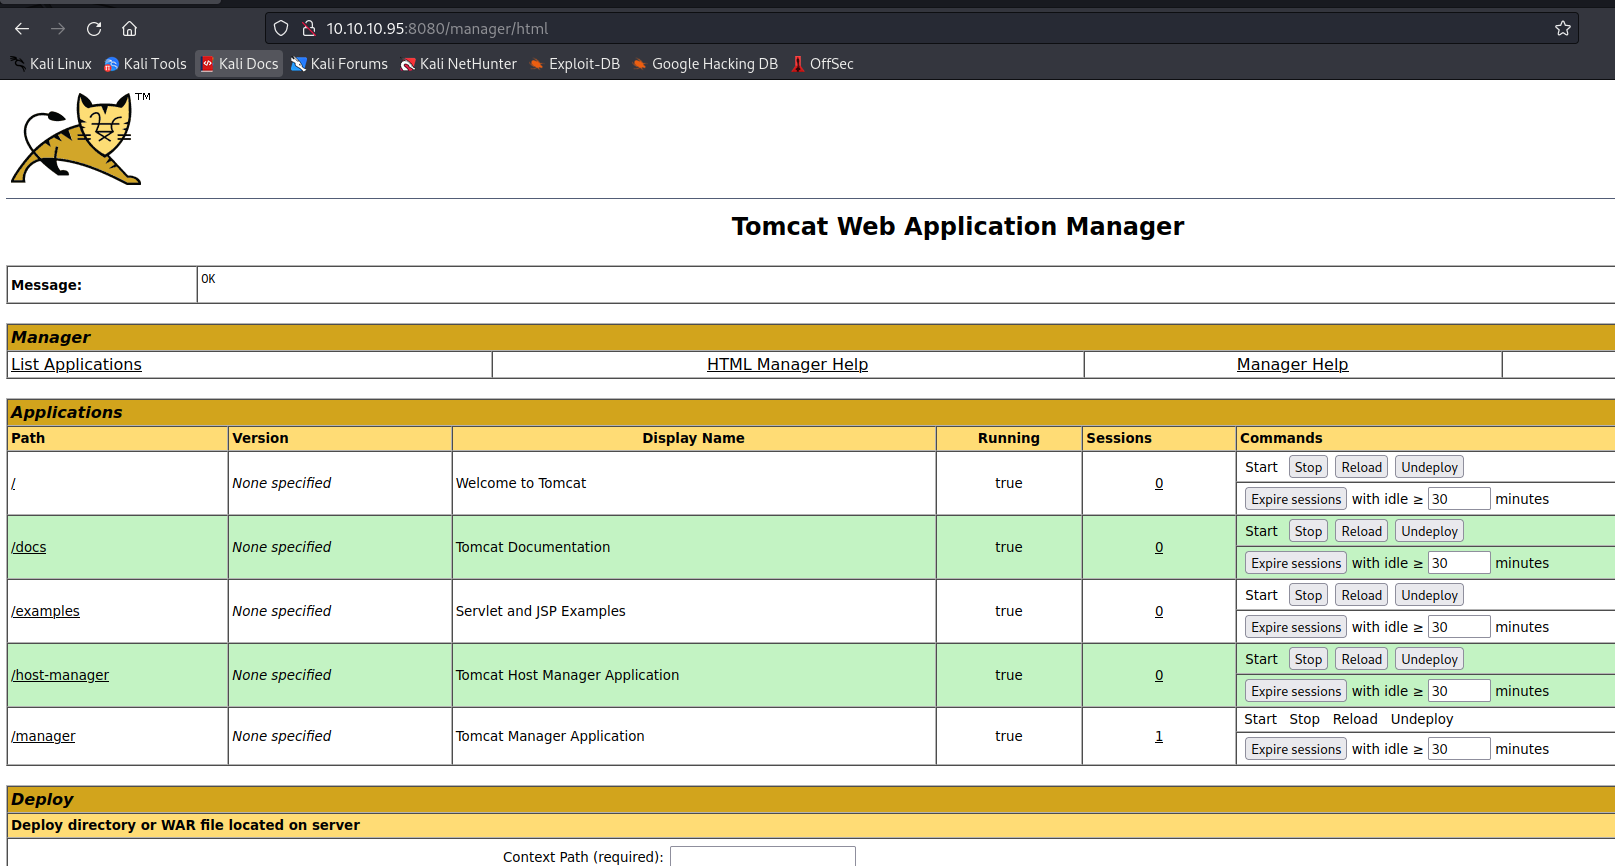 10.10.10.95:8080/manager/html
Kali Linux Kali Tools Kali Docs Kali Forums Kali NetHunter Exploit-DB Google Hacking DB OffSec
TM
Tomcat Web Application Manager
Message: OK
Manager
List Applications HTML Manager Help Manager Help
Applications
Path Version Display Name Running Sessions Commands
/ None specified Welcome to Tomcat true 0 Start Stop Reload Undeploy
Expire sessions with idle ≥ 30 minutes
/docs None specified Tomcat Documentation true 0 Start Stop Reload Undeploy
Expire sessions with idle ≥ 30 minutes
/examples None specified Servlet and JSP Examples true 0 Start Stop Reload Undeploy
Expire sessions with idle ≥ 30 minutes
/host-manager None specified Tomcat Host Manager Application true 0 Start Stop Reload Undeploy
Expire sessions with idle ≥ 30 minutes
/manager None specified Tomcat Manager Application true 1 Start Stop Reload Undeploy
Expire sessions with idle ≥ 30 minutes
Deploy
Deploy directory or WAR file located on server
Context Path (required):